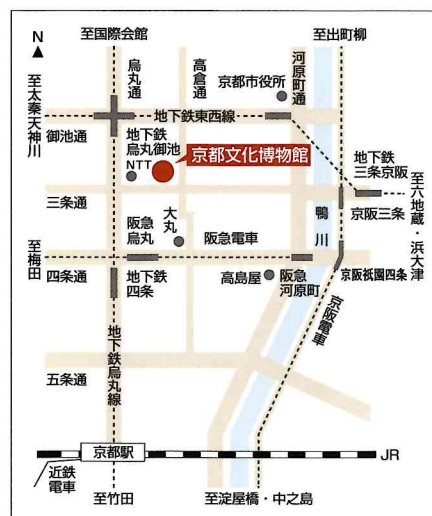 至国際会館
至出町柳
N
烏丸通
高倉通
河原町通
京都市役所
至太秦天神川
御池通
地下鉄東西線
地下鉄
烏丸御池
NTT
京都文化博物館
地下鉄
三条京阪
三条通
京阪三条
至六地蔵・浜大津
鴨川
大丸
阪急
烏丸
阪急電車
至梅田
四条通
地下鉄
四条
高島屋
阪急
河原町
京阪祇園四条
京阪電車
地下鉄烏丸線
五条通
京都駅
JR
近鉄
電車
至竹田
至淀屋橋・中之島